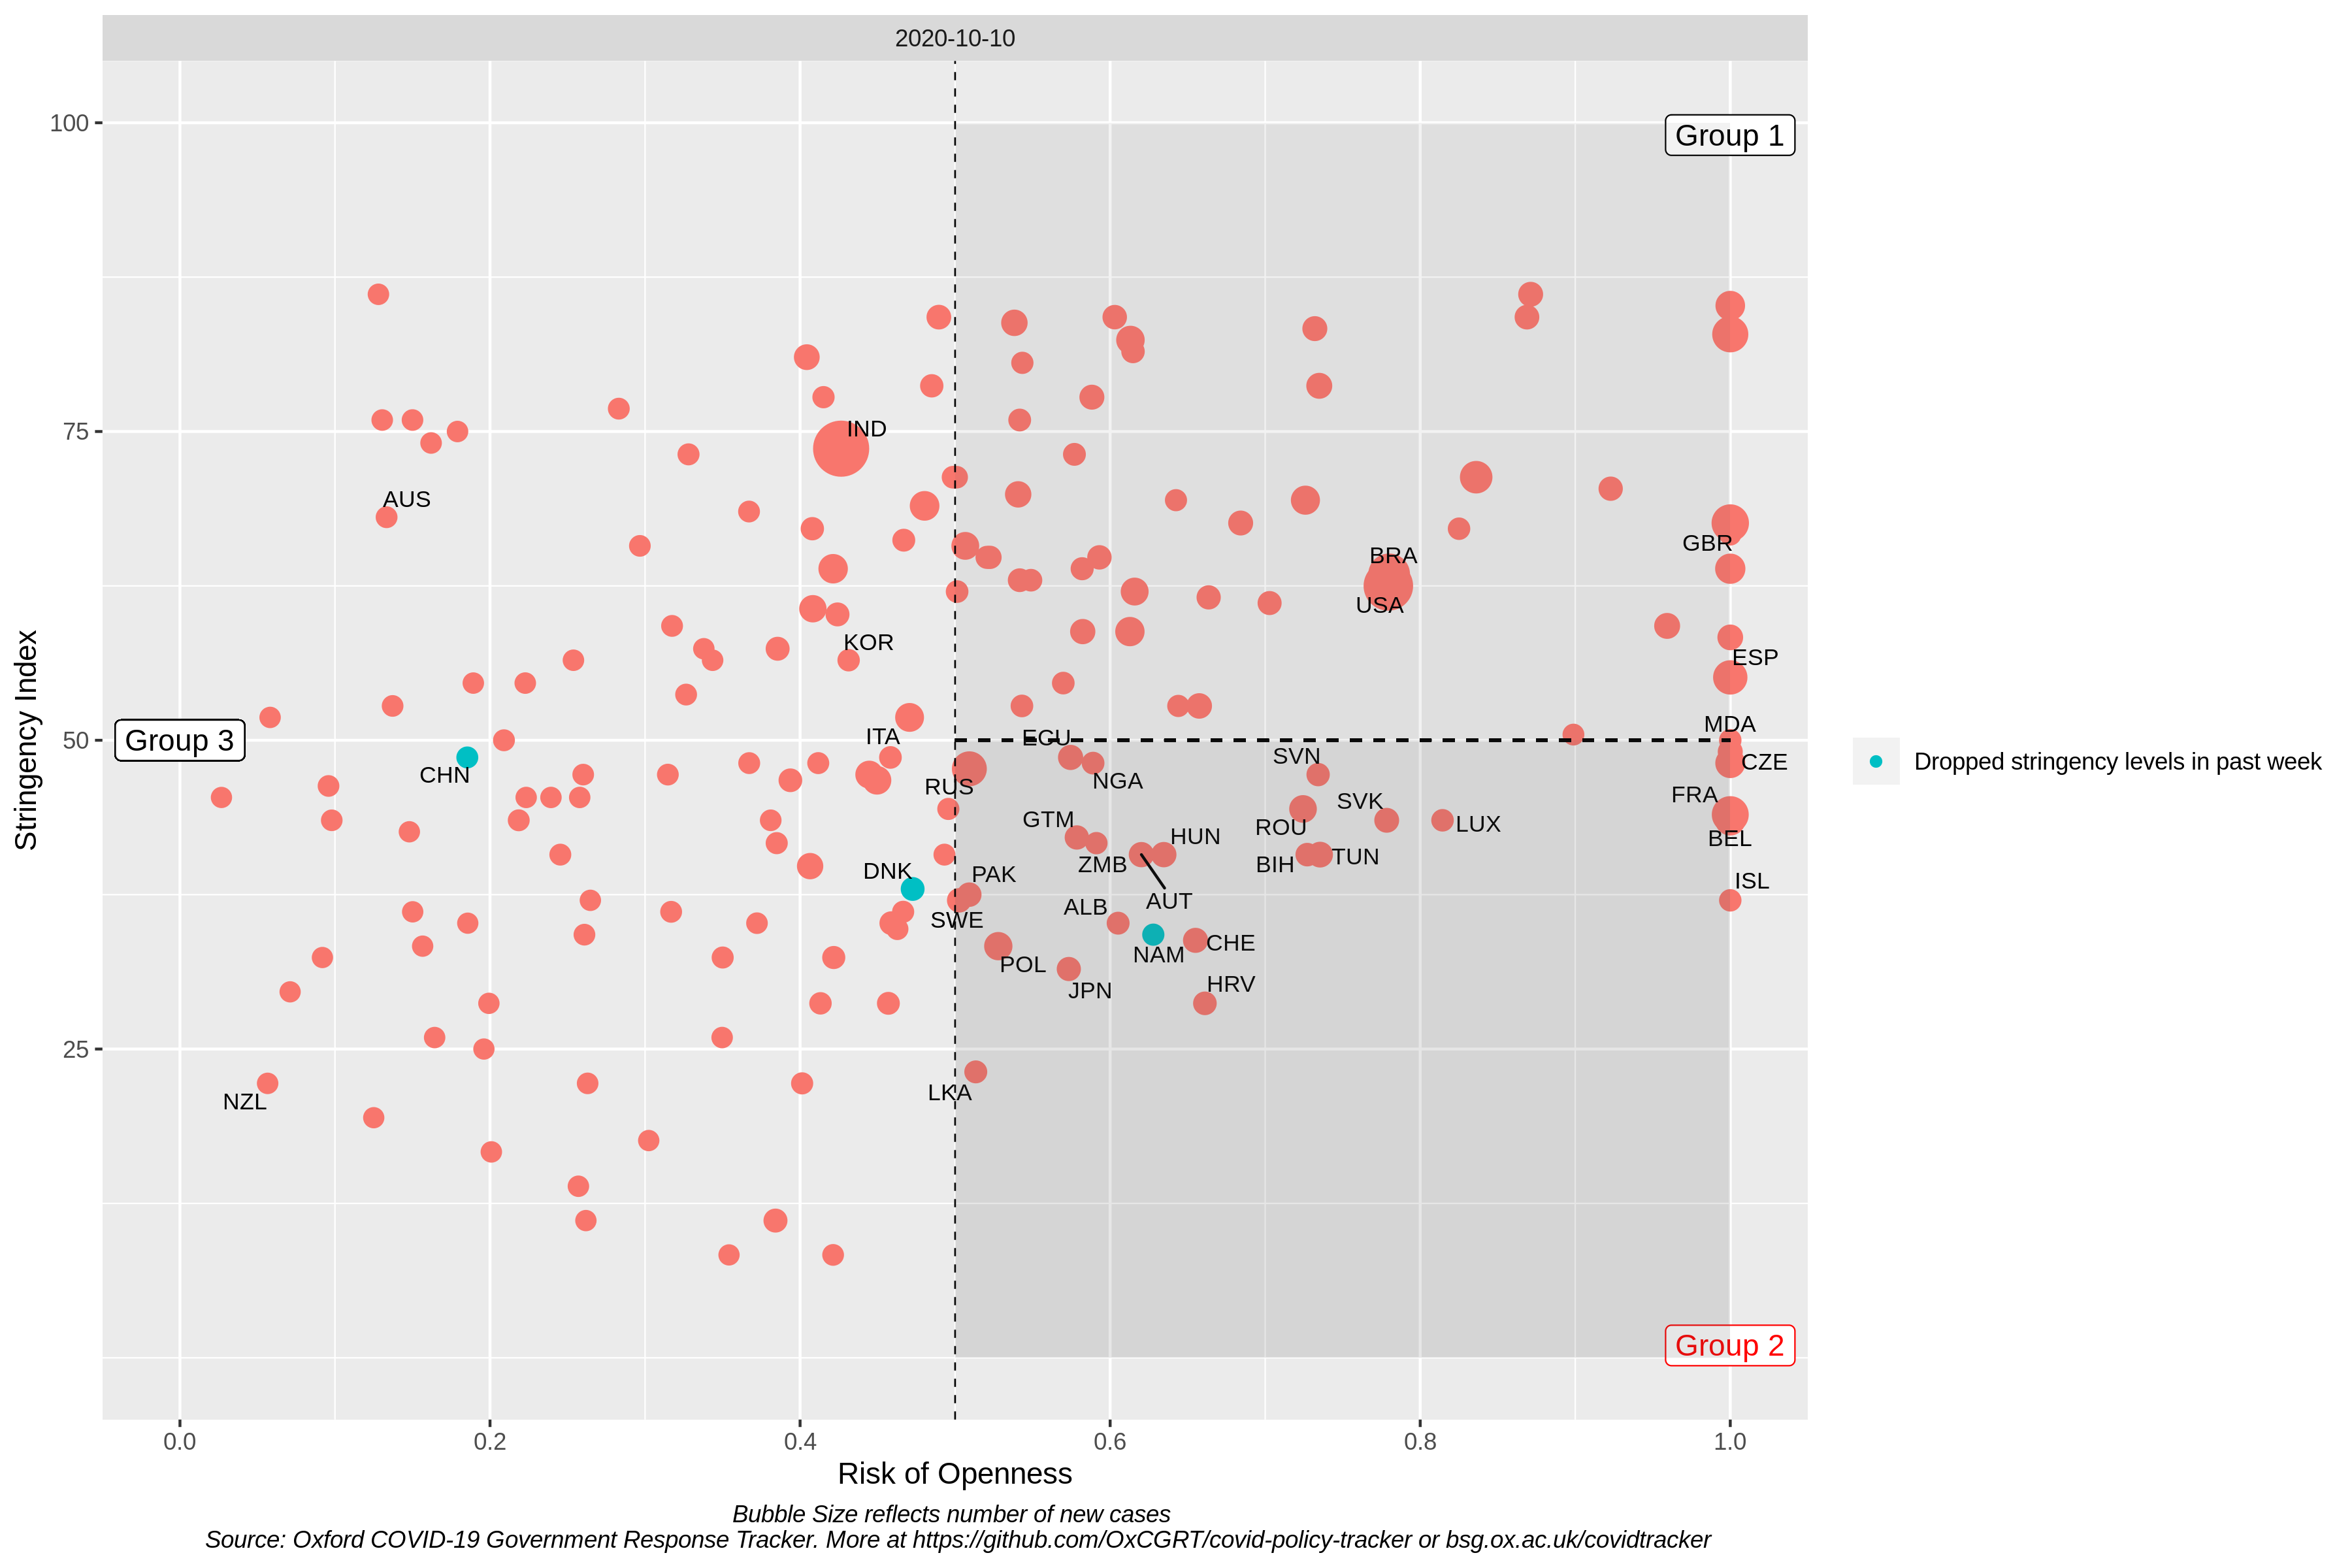 2020-10-10
100
Group 1
75
IND
AUS
GBR
BRA
USA
KOR
ESP
Stringency Index
50
Group 3
ITA
ECU
MDA
SVN
CZE
CHN
RUS
NGA
FRA
SVK
GTM
ROU
LUX
HUN
BEL
ZMB
BIH
TUN
DNK
PAK
ISL
AUT
ALB
SWE
CHE
NAM
POL
HRV
JPN
25
LKA
NZL
Group 2
Dropped stringency levels in past week
0.0
0.2
0.4
0.6
0.8
1.0
Risk of Openness
Bubble Size reflects number of new cases
Source: Oxford COVID-19 Government Response Tracker. More at https://github.com/OxCGRT/covid-policy-tracker or bsg.ox.ac.uk/covidtracker